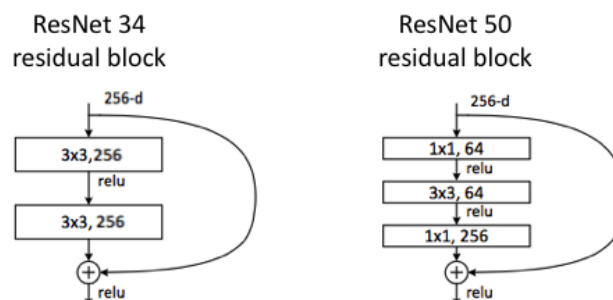 ResNet 34
residual block
256-d
3x3,256
relu
3x3, 256
+
relu
ResNet 50
residual block
256-d
1x1, 64
relu
3x3, 64
relu
1x1, 256
+
relu